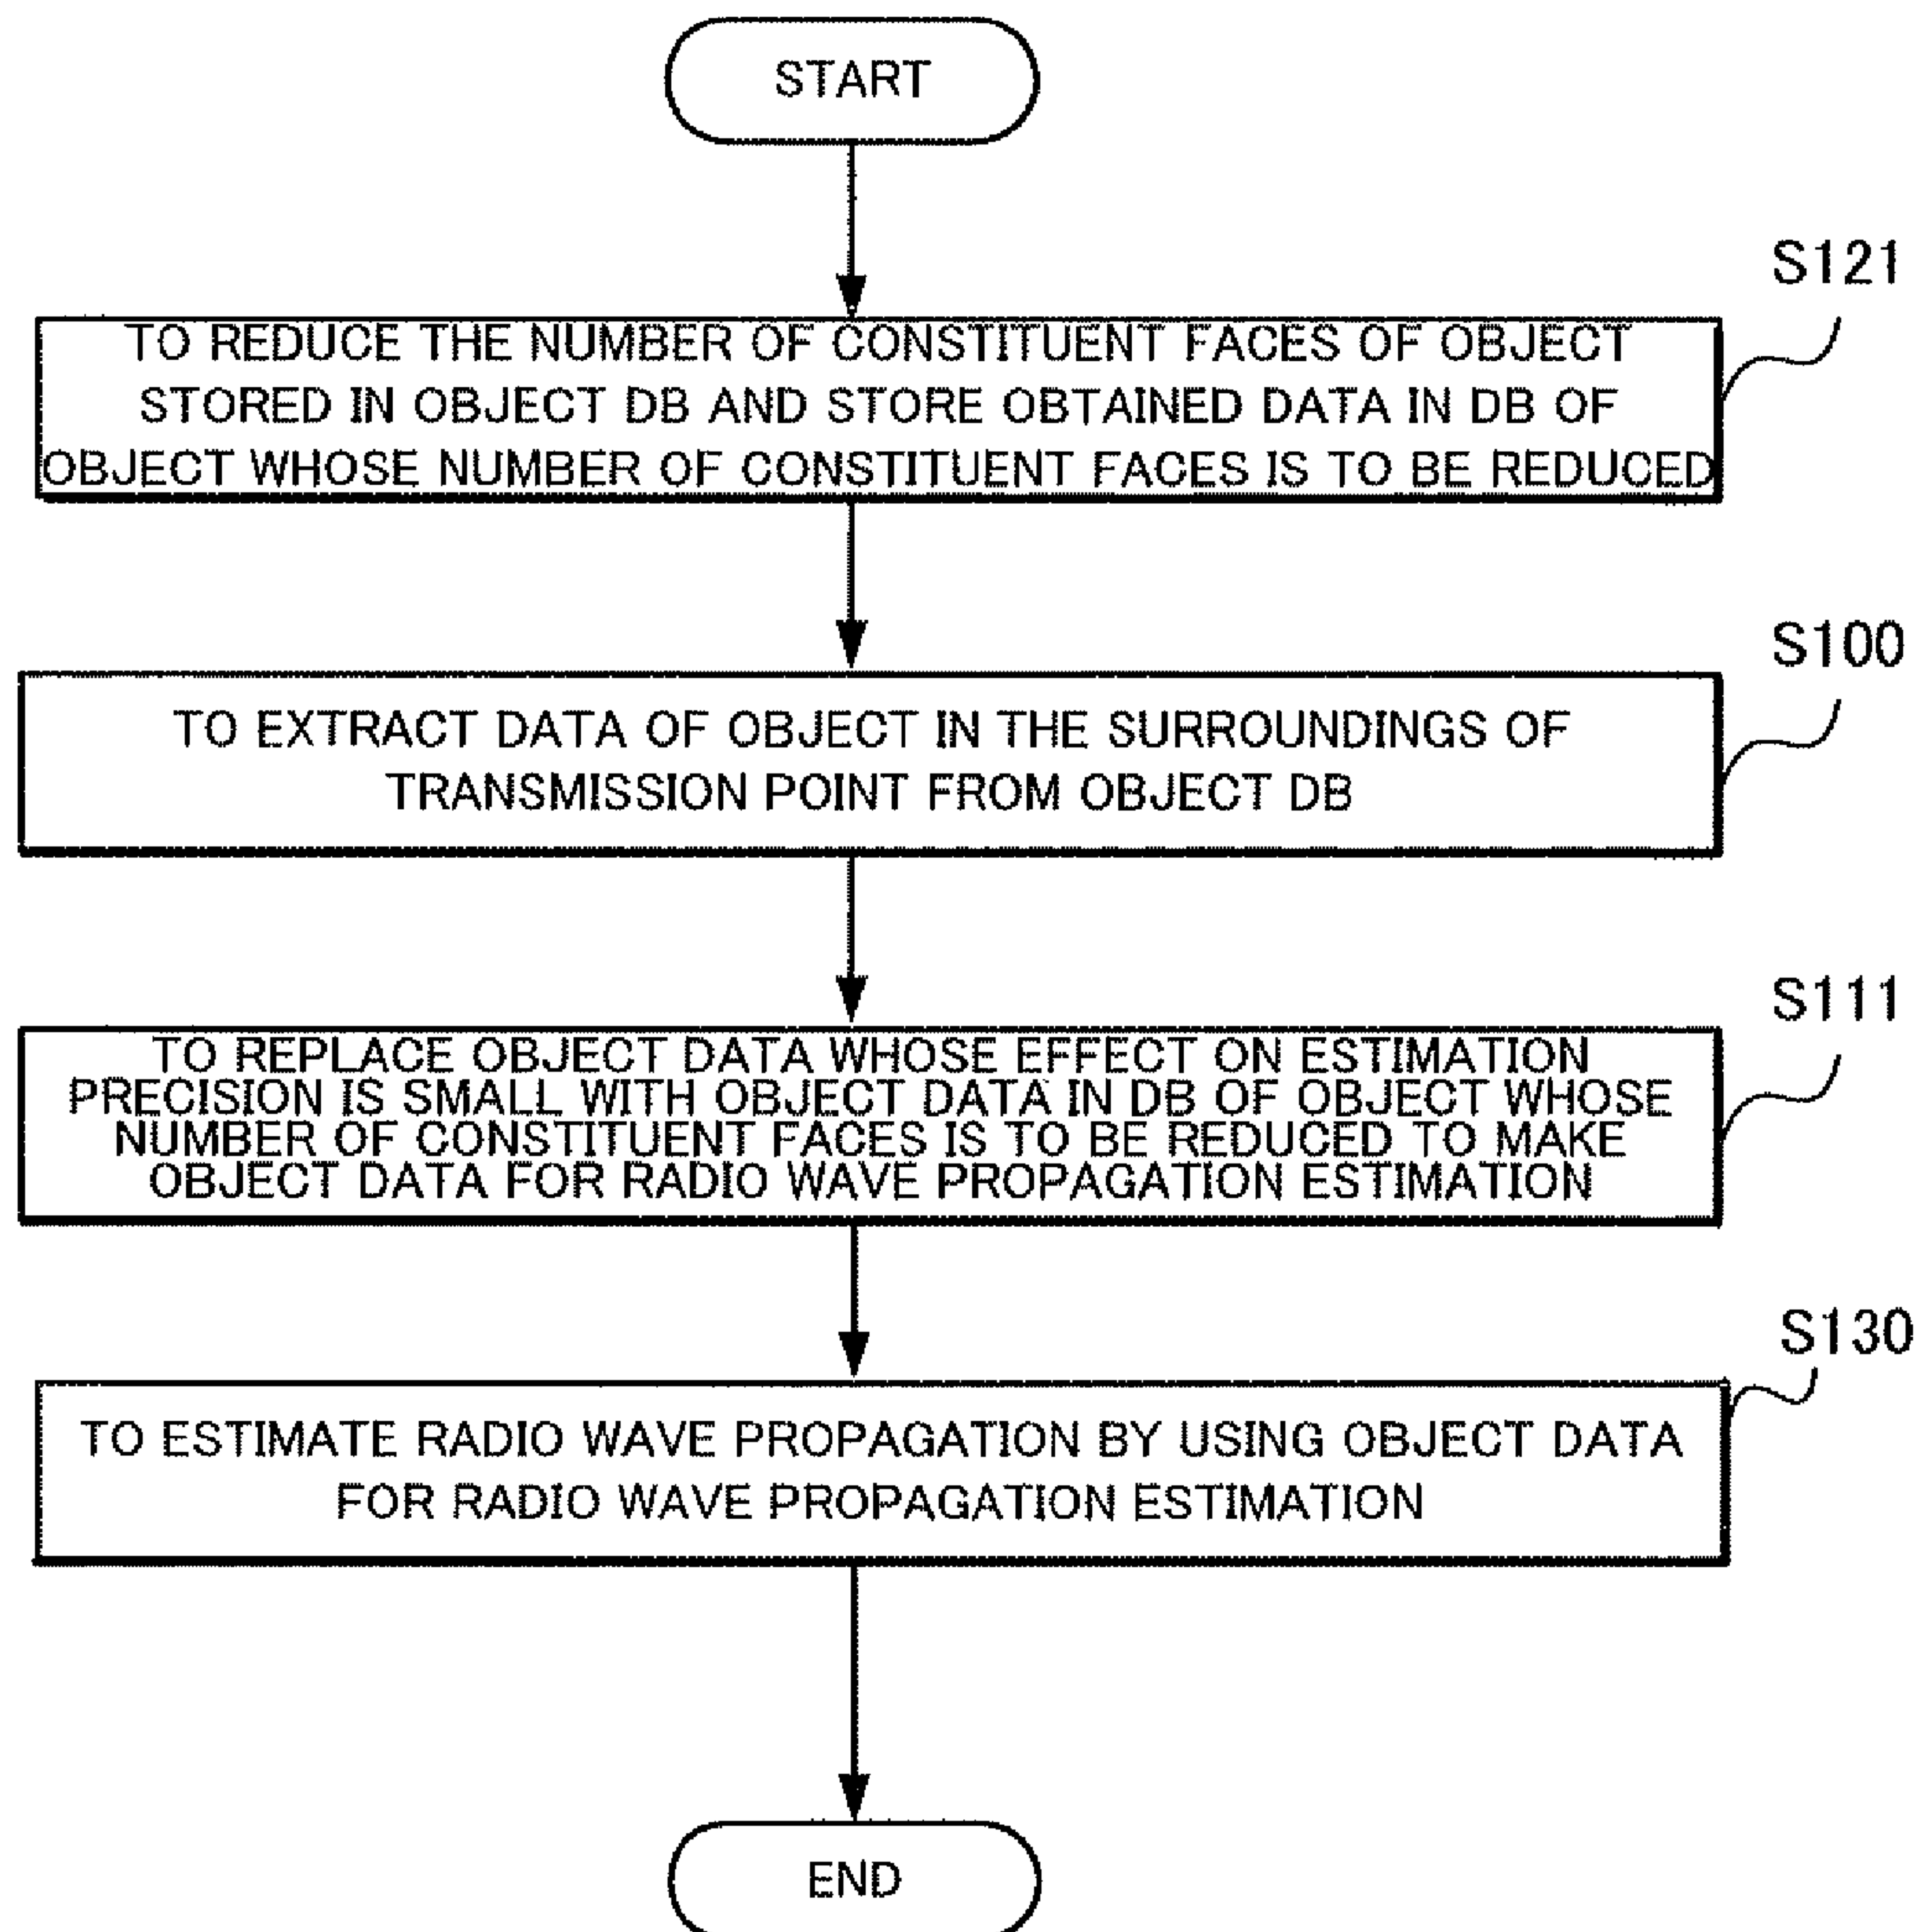 START
S121
TO REDUCE THE NUMBER OF CONSTITUENT FACES OF OBJECT
STORED IN OBJECT DB AND STORE OBTAINED DATA IN DB OF
OBJECT WHOSE NUMBER OF CONSTITUENT FACES IS TO BE REDUCED
S100
TO EXTRACT DATA OF OBJECT IN THE SURROUNDINGS OF
TRANSMISSION POINT FROM OBJECT DB
S111
TO REPLACE OBJECT DATA WHOSE EFFECT ON ESTIMATION
PRECISION IS SMALL WITH OBJECT DATA IN DB OF OBJECT WHOSE
NUMBER OF CONSTITUENT FACES IS TO BE REDUCED TO MAKE
OBJECT DATA FOR RADIO WAVE PROPAGATION ESTIMATION
S130
TO ESTIMATE RADIO WAVE PROPAGATION BY USING OBJECT DATA
FOR RADIO WAVE PROPAGATION ESTIMATION
END